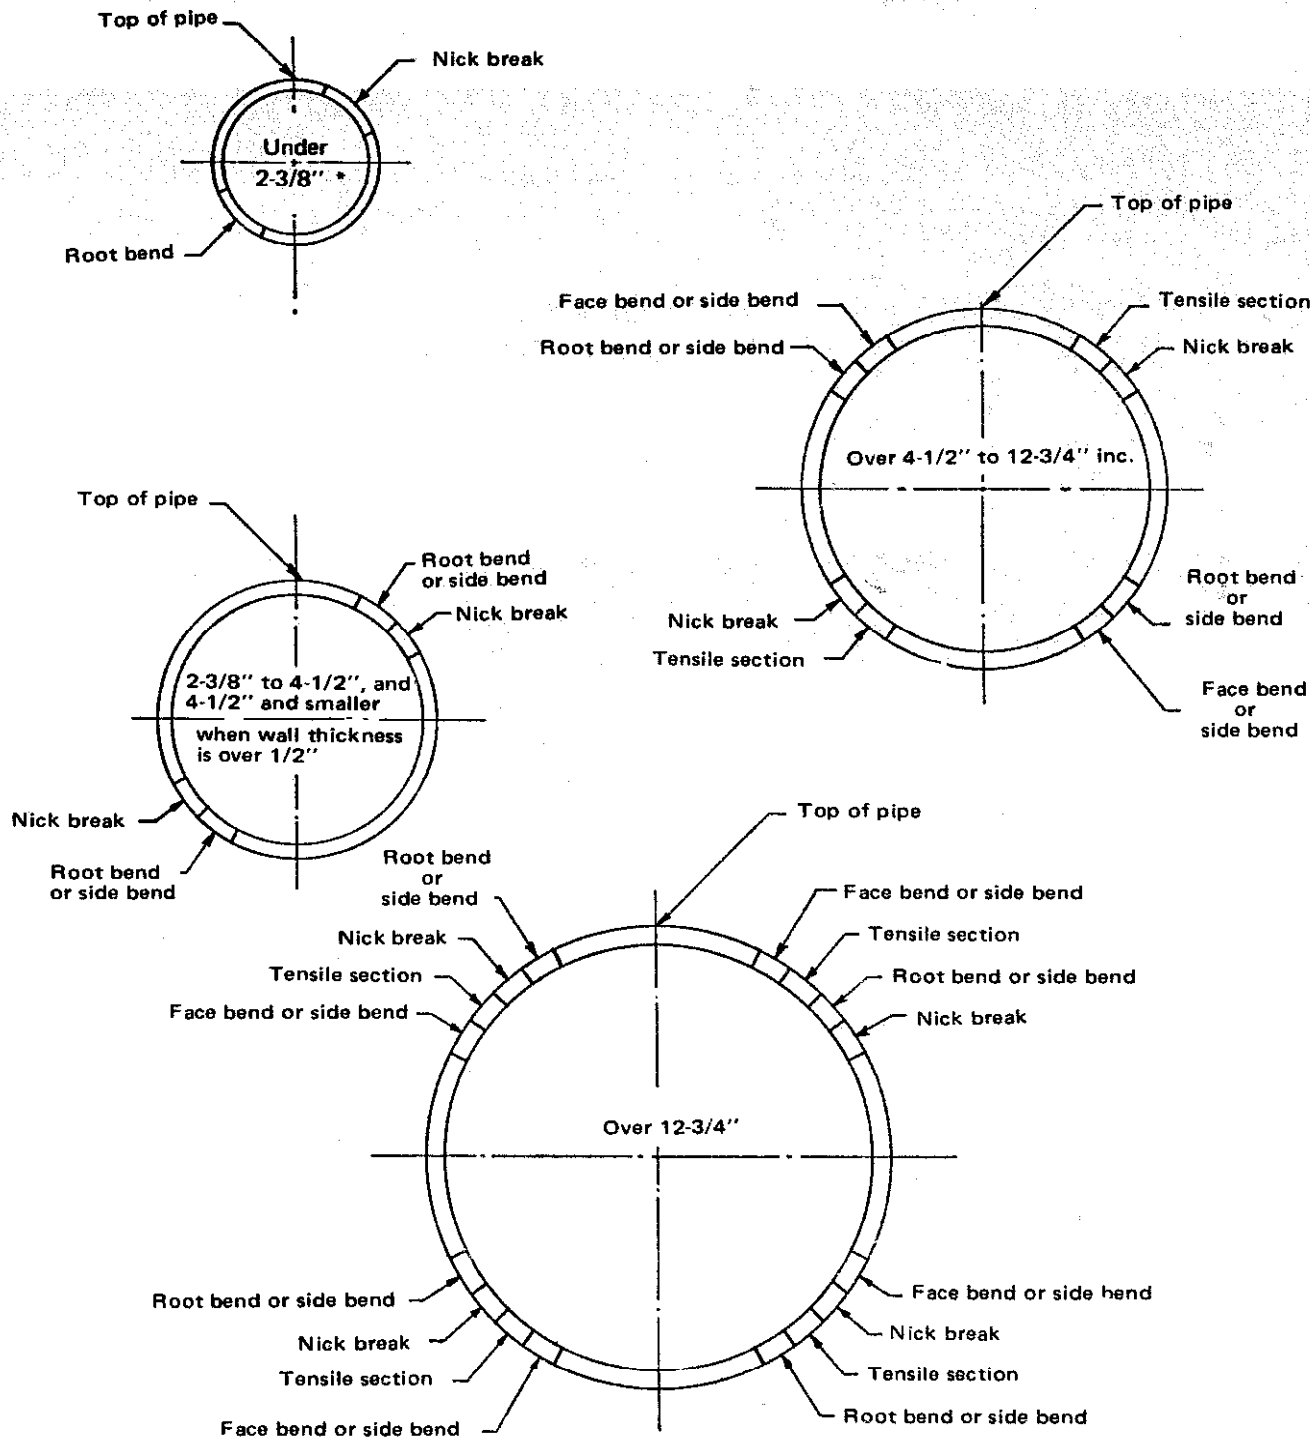 Top of pipe
Nick break
Under
2-3/8" *
Root bend
Top of pipe
Face bend or side bend
Tensile section
Root bend or side bend
Nick break
Over 4-1/2" to 12-3/4" inc.
Nick break
Tensile section
Root bend
or
side bend
Face bend
or
side bend
Top of pipe
Root bend
or side bend
Nick break
2-3/8" to 4-1/2", and
4-1/2" and smaller
when wall thickness
is over 1/2"
Nick break
Root bend
or side bend
Top of pipe
Root bend
or
side bend
Nick break
Tensile section
Face bend or side bend
Face bend or side bend
Tensile section
Root bend or side bend
Nick break
Over 12-3/4"
Root bend or side bend
Nick break
Tensile section
Face bend or side bend
Face bend or side bend
Nick break
Tensile section
Root bend or side bend